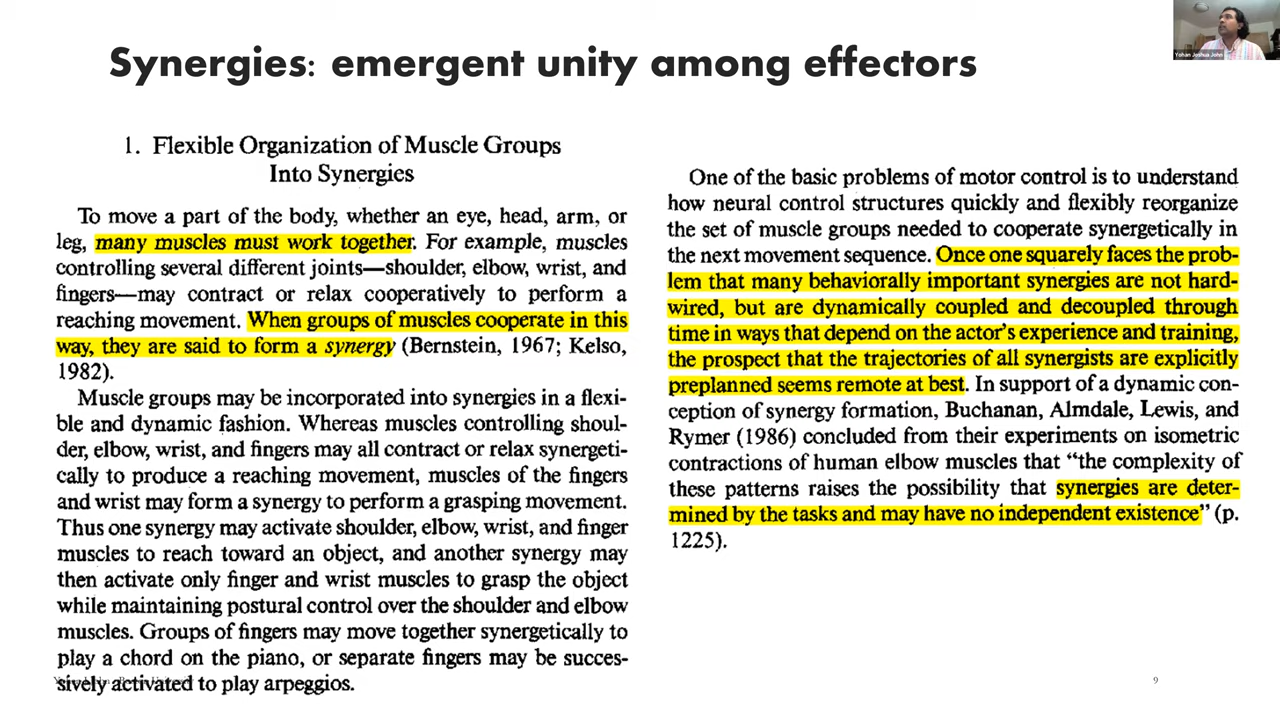 Synergies: emergent unity among effectors
Yohan Joshua John
1. Flexible Organization of Muscle Groups
Into Synergies
To move a part of the body, whether an eye, head, arm, or
leg, many muscles must work together. For example, muscles
controlling several different joints—shoulder, elbow, wrist, and
fingers—may contract or relax cooperatively to perform a
reaching movement. When groups of muscles cooperate in this
way, they are said to form a synergy (Bernstein, 1967; Kelso,
1982).
Muscle groups may be incorporated into synergies in a flexi-
ble and dynamic fashion. Whereas muscles controlling shoul-
der, elbow, wrist, and fingers may all contract or relax synergeti-
cally to produce a reaching movement, muscles of the fingers
and wrist may form a synergy to perform a grasping movement.
Thus one synergy may activate shoulder, elbow, wrist, and finger
muscles to reach toward an object, and another synergy may
then activate only finger and wrist muscles to grasp the object
while maintaining postural control over the shoulder and elbow
muscles. Groups of fingers may move together synergetically to
play a chord on the piano, or separate fingers may be succes-
sively activated to play arpeggios.
One of the basic problems of motor control is to understand
how neural control structures quickly and flexibly reorganize
the set of muscle groups needed to cooperate synergetically in
the next movement sequence. Once one squarely faces the prob-
lem that many behaviorally important synergies are not hard-
wired, but are dynamically coupled and decoupled through
time in ways that depend on the actor's experience and training,
the prospect that the trajectories of all synergists are explicitly
preplanned seems remote at best. In support of a dynamic con-
ception of synergy formation, Buchanan, Almdale, Lewis, and
Rymer (1986) concluded from their experiments on isometric
contractions of human elbow muscles that “the complexity of
these patterns raises the possibility that synergies are deter-
mined by the tasks and may have no independent existence” (p.
1225).
9